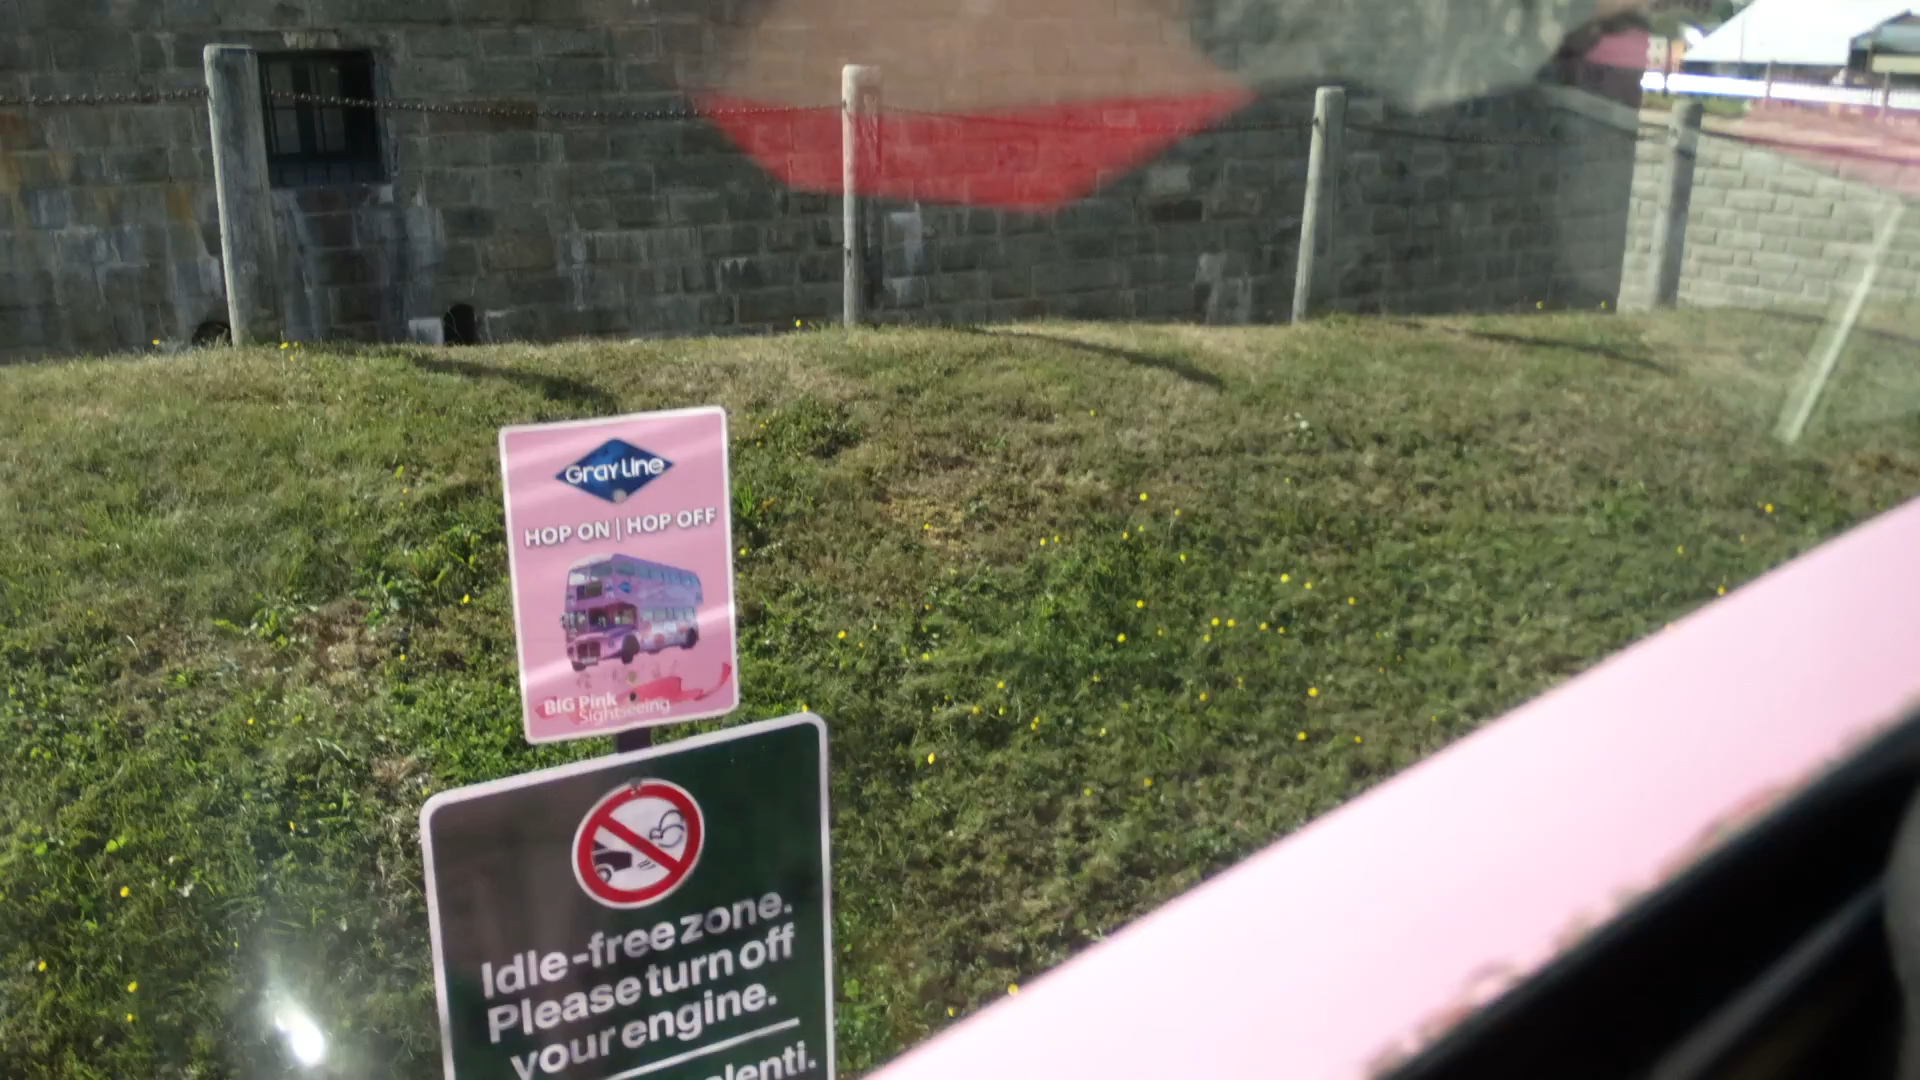 Gray Line
HOP ON | HOP OFF
BIG Pink
Sightseeing
Idle-free zone.
Please turn off
your engine.